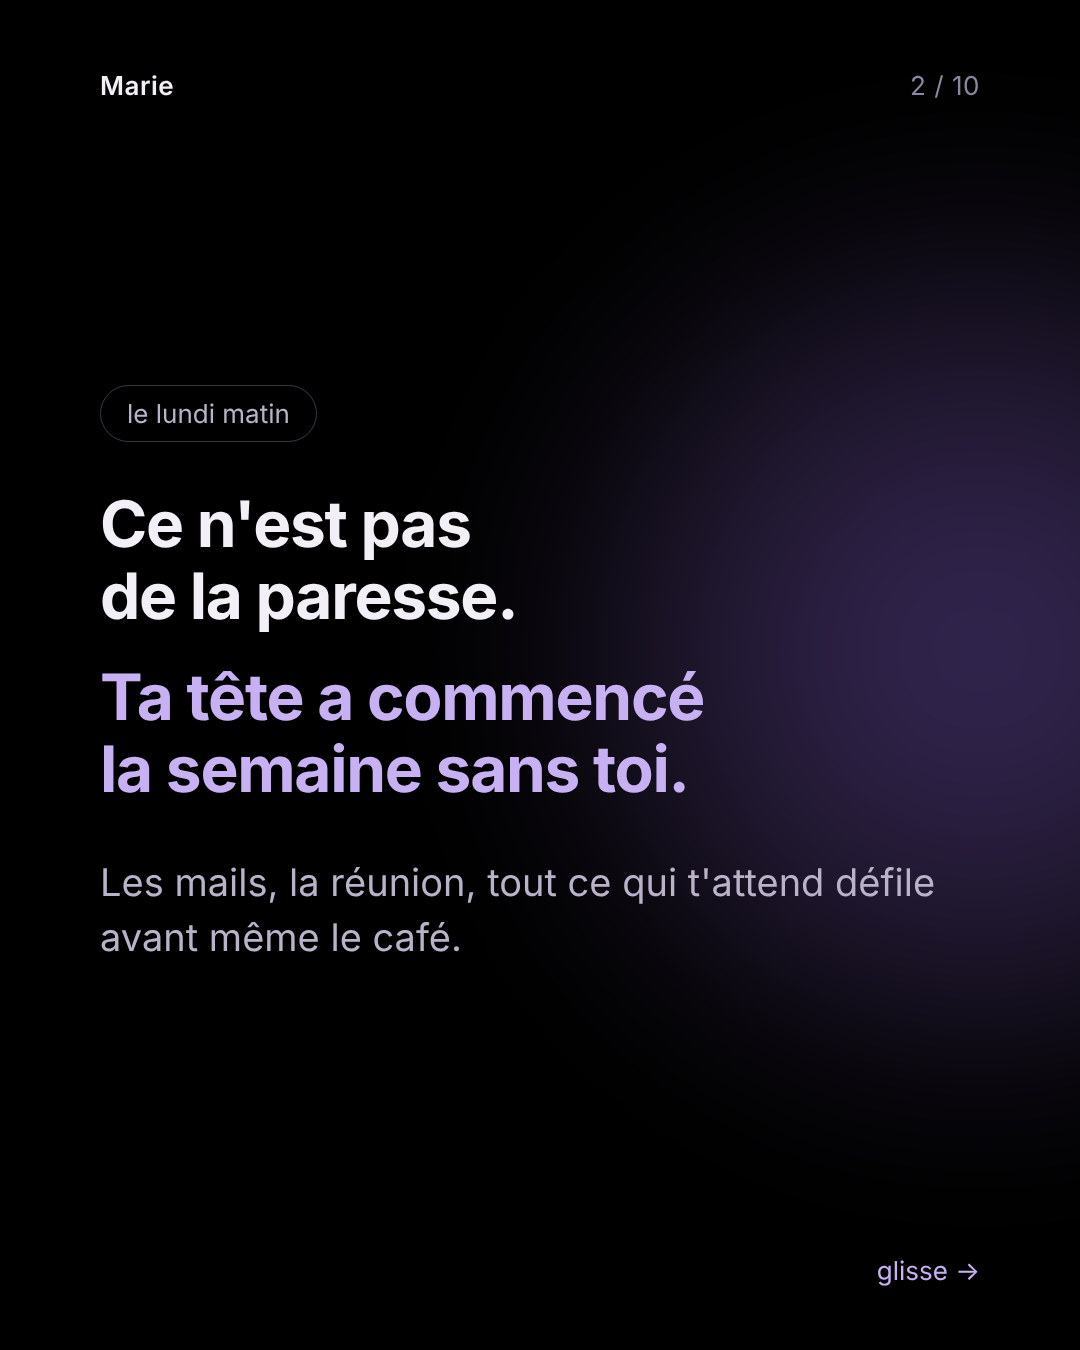 Marie
2 / 10
le lundi matin
Ce n'est pas
de la paresse.
Ta tête a commencé
la semaine sans toi.
Les mails, la réunion, tout ce qui t'attend défile
avant même le café.
glisse →